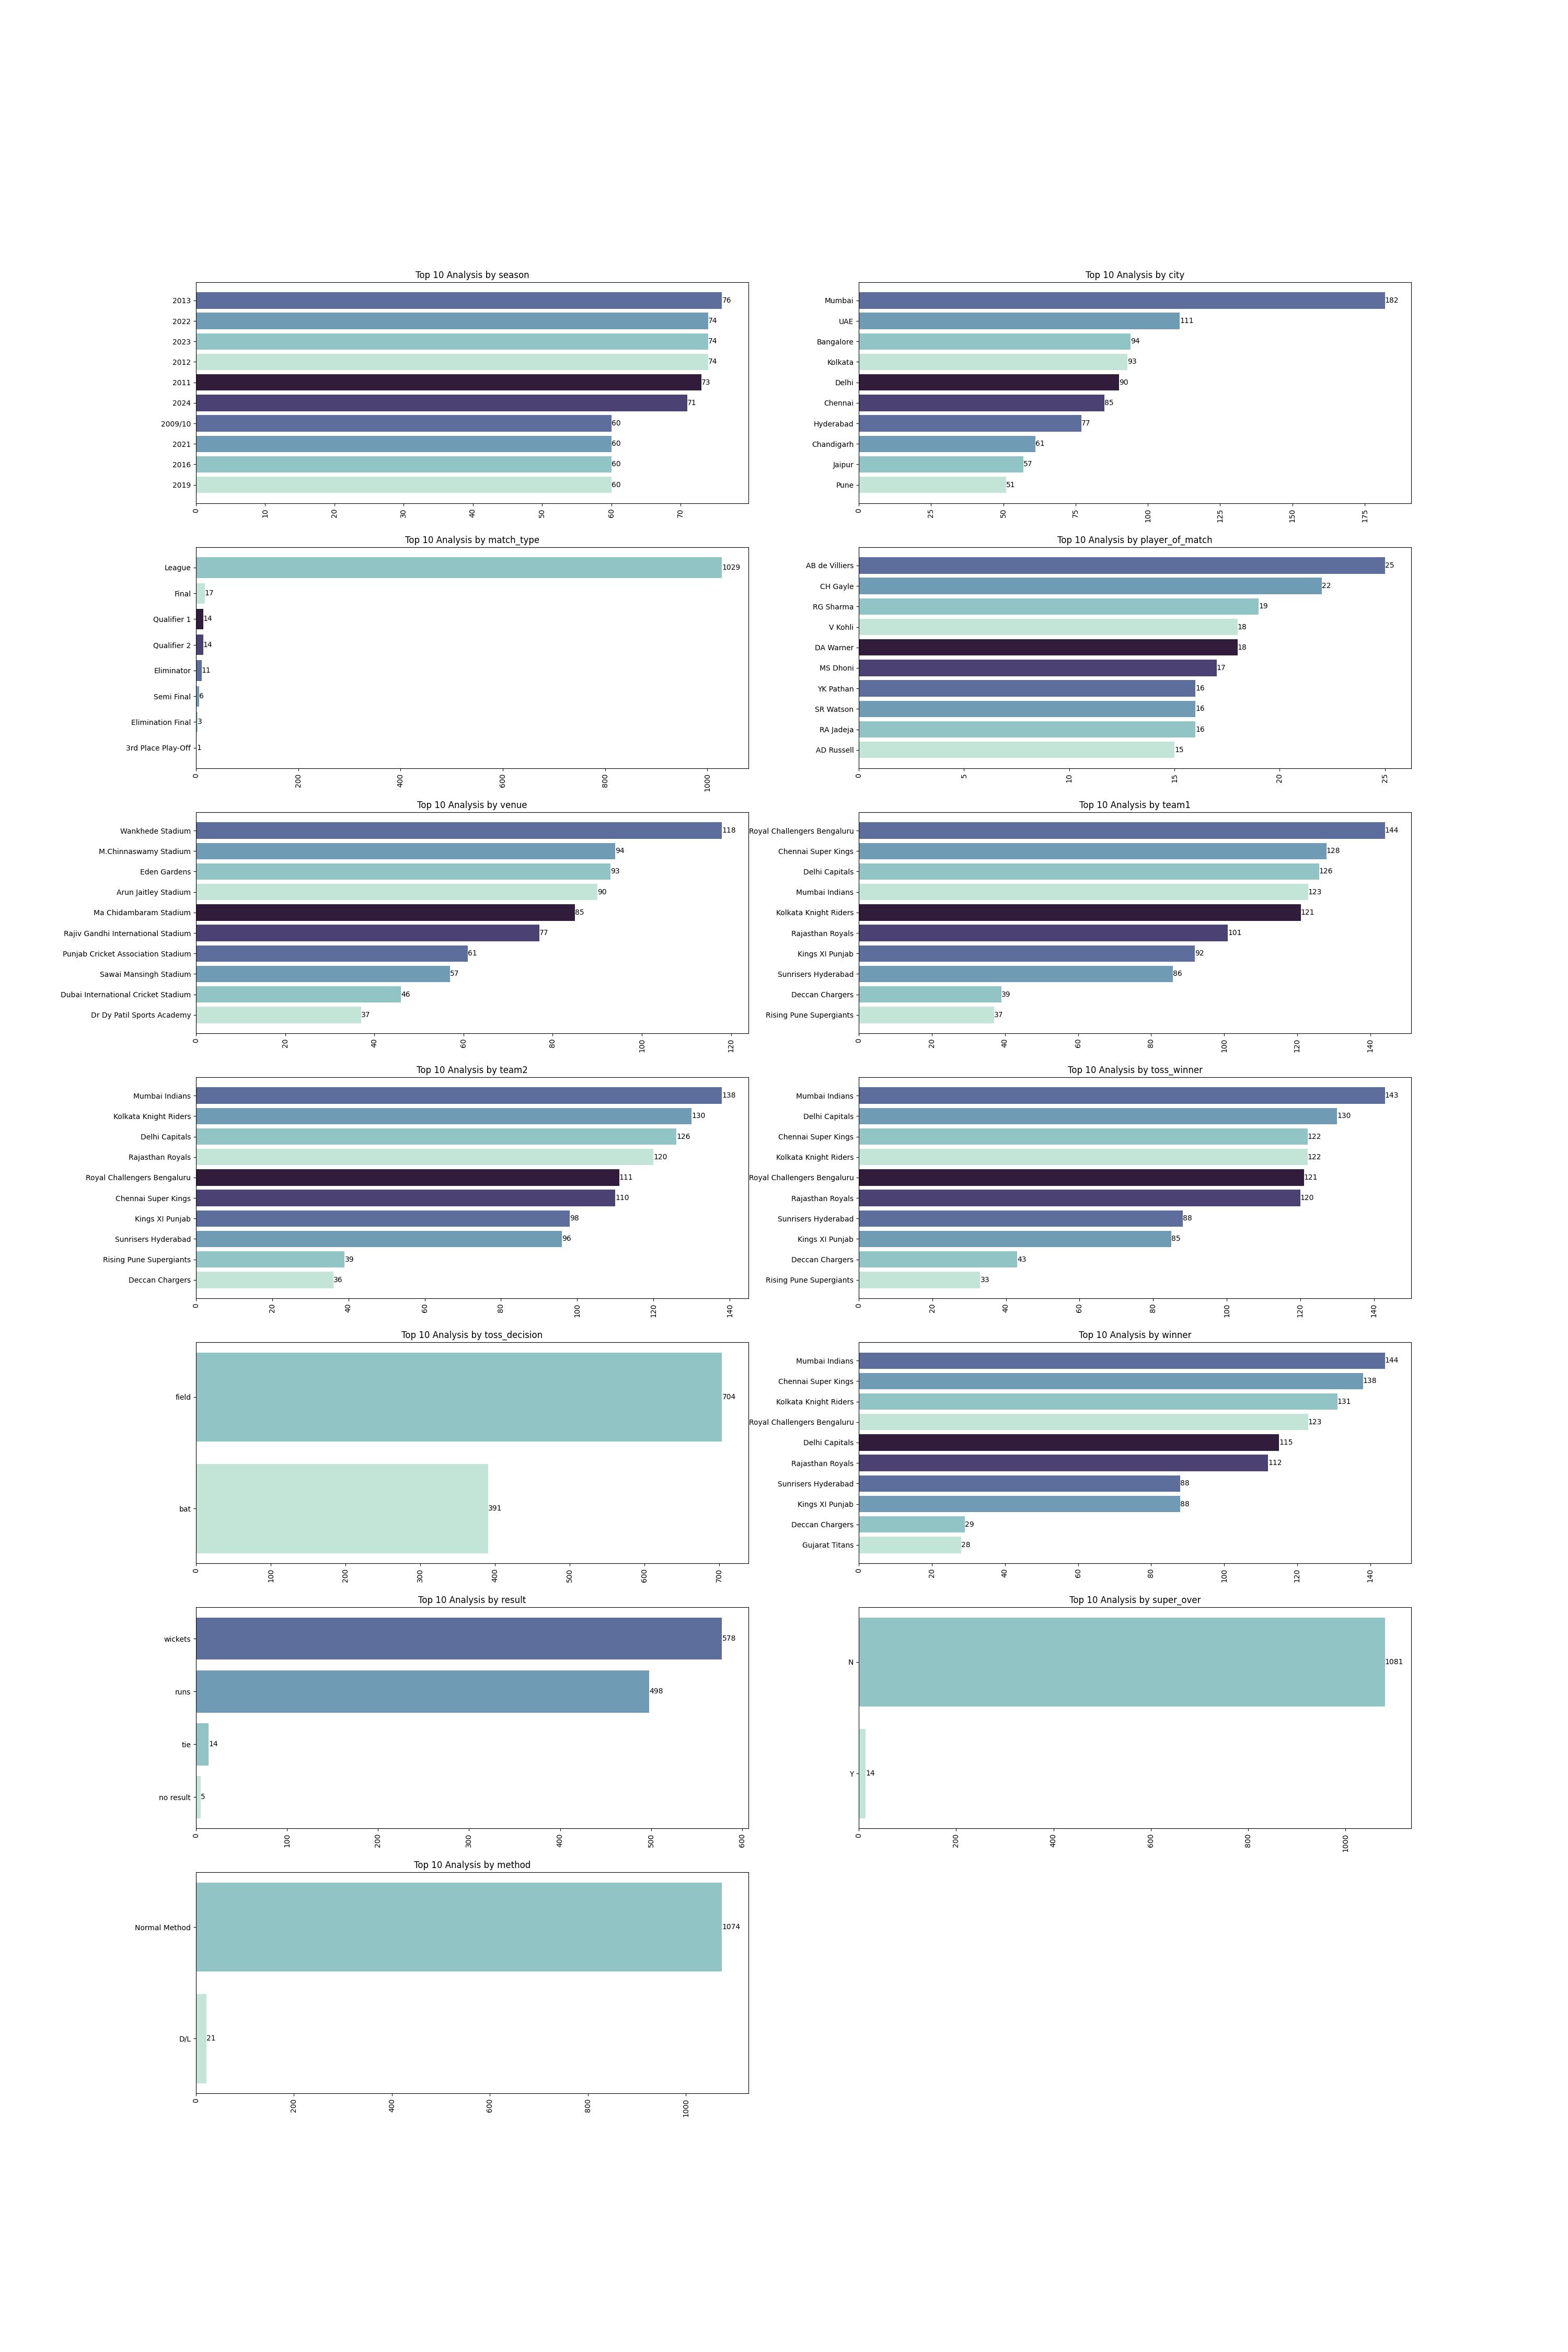 Top 10 Analysis by season
2013 76
2022 74
2023 74
2012 74
2011 73
2024 71
2009/10 60
2021 60
2016 60
2019 60
0 10 20 30 40 50 60 70
Top 10 Analysis by city
Mumbai 182
UAE 111
Bangalore 94
Kolkata 93
Delhi 90
Chennai 85
Hyderabad 77
Chandigarh 61
Jaipur 57
Pune 51
0 25 50 75 100 125 150 175
Top 10 Analysis by match_type
League 1029
Final 17
Qualifier 1 14
Qualifier 2 14
Eliminator 11
Semi Final 6
Elimination Final 3
3rd Place Play-Off 1
0 200 400 600 800 1000
Top 10 Analysis by player_of_match
AB de Villiers 25
CH Gayle 22
RG Sharma 19
V Kohli 18
DA Warner 18
MS Dhoni 17
YK Pathan 16
SR Watson 16
RA Jadeja 16
AD Russell 15
0 5 10 15 20 25
Top 10 Analysis by venue
Wankhede Stadium 118
M.Chinnaswamy Stadium 94
Eden Gardens 93
Arun Jaitley Stadium 90
Ma Chidambaram Stadium 85
Rajiv Gandhi International Stadium 77
Punjab Cricket Association Stadium 61
Sawai Mansingh Stadium 57
Dubai International Cricket Stadium 46
Dr Dy Patil Sports Academy 37
0 20 40 60 80 100 120
Top 10 Analysis by team1
Royal Challengers Bengaluru 144
Chennai Super Kings 128
Delhi Capitals 126
Mumbai Indians 123
Kolkata Knight Riders 121
Rajasthan Royals 101
Kings XI Punjab 92
Sunrisers Hyderabad 86
Deccan Chargers 39
Rising Pune Supergiants 37
0 20 40 60 80 100 120 140
Top 10 Analysis by team2
Mumbai Indians 138
Kolkata Knight Riders 130
Delhi Capitals 126
Rajasthan Royals 120
Royal Challengers Bengaluru 111
Chennai Super Kings 110
Kings XI Punjab 98
Sunrisers Hyderabad 96
Rising Pune Supergiants 39
Deccan Chargers 36
0 20 40 60 80 100 120 140
Top 10 Analysis by toss_winner
Mumbai Indians 143
Delhi Capitals 130
Chennai Super Kings 122
Kolkata Knight Riders 122
Royal Challengers Bengaluru 121
Rajasthan Royals 120
Sunrisers Hyderabad 88
Kings XI Punjab 85
Deccan Chargers 43
Rising Pune Supergiants 33
0 20 40 60 80 100 120 140
Top 10 Analysis by toss_decision
field 704
bat 391
0 100 200 300 400 500 600 700
Top 10 Analysis by winner
Mumbai Indians 144
Chennai Super Kings 138
Kolkata Knight Riders 131
Royal Challengers Bengaluru 123
Delhi Capitals 115
Rajasthan Royals 112
Sunrisers Hyderabad 88
Kings XI Punjab 88
Deccan Chargers 29
Gujarat Titans 28
0 20 40 60 80 100 120 140
Top 10 Analysis by result
wickets 578
runs 498
tie 14
no result 5
0 100 200 300 400 500 600
Top 10 Analysis by super_over
N 1081
Y 14
0 200 400 600 800 1000
Top 10 Analysis by method
Normal Method 1074
D/L 21
0 200 400 600 800 1000